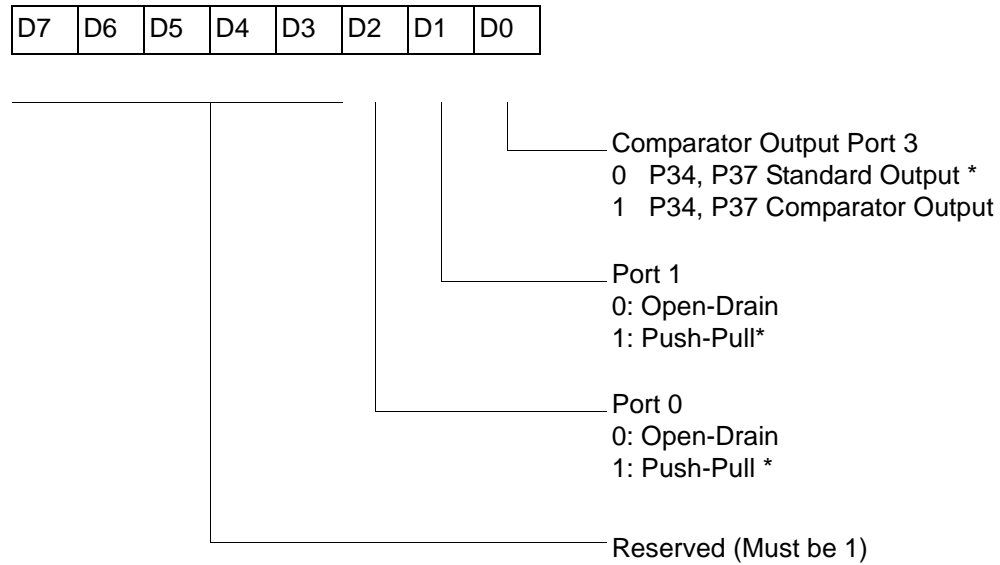 D7 D6 D5 D4 D3 D2 D1 D0
Comparator Output Port 3
0 P34, P37 Standard Output *
1 P34, P37 Comparator Output
Port 1
0: Open-Drain
1: Push-Pull*
Port 0
0: Open-Drain
1: Push-Pull *
Reserved (Must be 1)